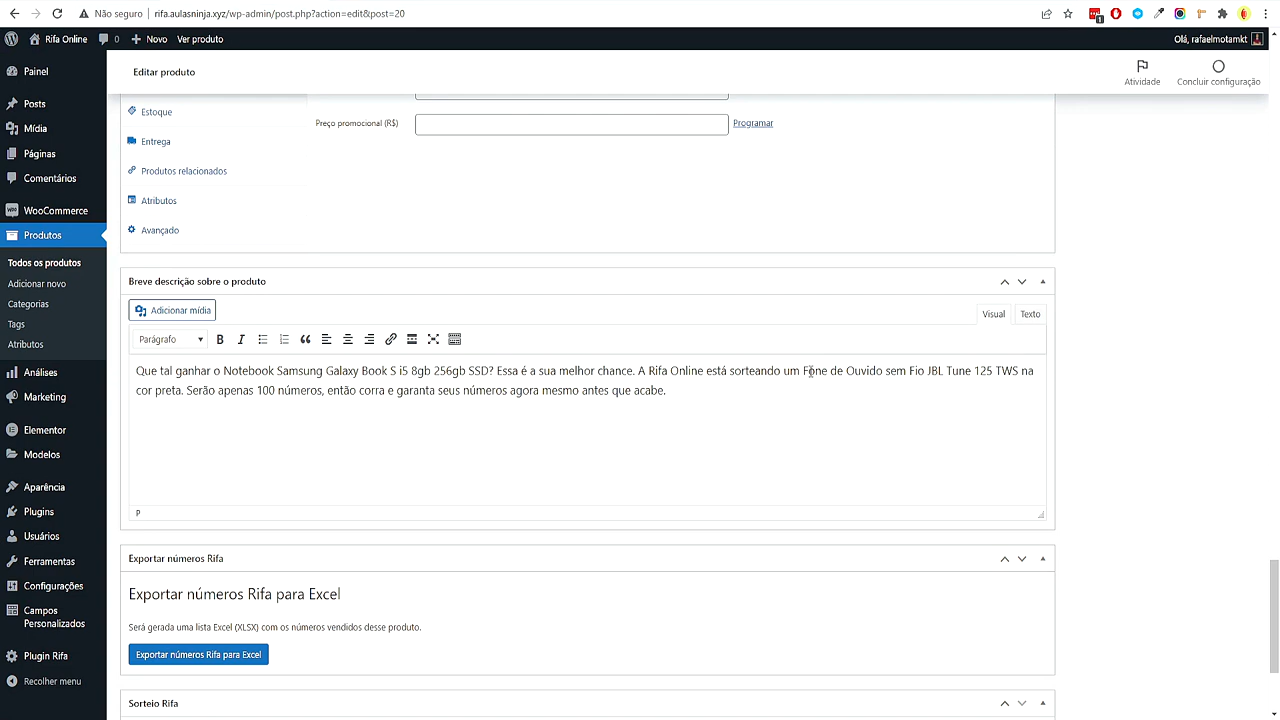 Não seguro
rifa.aulasninja.xyz/wp-admin/post.php?action=edit&post=20
1
Rifa Online
0
Novo
Ver produto
Olá, rafaelmotamkt
Painel
Posts
Mídia
Páginas
Comentários
WooCommerce
Produtos
Todos os produtos
Adicionar novo
Categorias
Tags
Atributos
Análises
Marketing
Elementor
Modelos
Aparência
Plugins
Usuários
Ferramentas
Configurações
Campos
Personalizados
Plugin Rifa
Recolher menu
Editar produto
Atividade
Concluir configuração
Estoque
Entrega
Produtos relacionados
Atributos
Avançado
Preço promocional (R$)
Programar
Breve descrição sobre o produto
Adicionar mídia
Visual
Texto
Parágrafo
B I
Que tal ganhar o Notebook Samsung Galaxy Book S i5 8gb 256gb SSD? Essa é a sua melhor chance. A Rifa Online está sorteando um Fone de Ouvido sem Fio JBL Tune 125 TWS na
cor preta. Serão apenas 100 números, então corra e garanta seus números agora mesmo antes que acabe.
P
Exportar números Rifa
Exportar números Rifa para Excel
Será gerada uma lista Excel (XLSX) com os números vendidos desse produto.
Exportar números Rifa para Excel
Sorteio Rifa